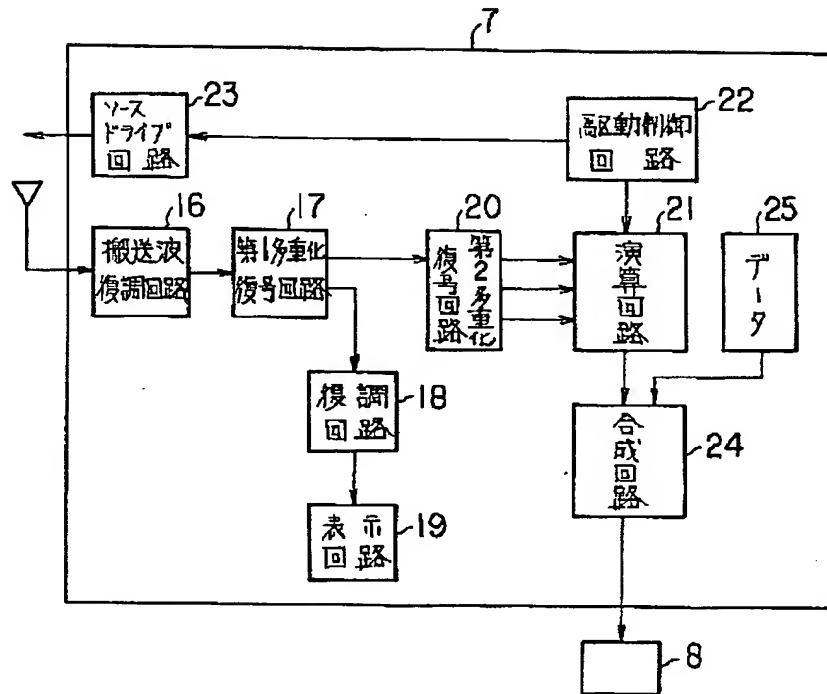 7
23
ソース
ドライブ
回路
22
駆動制御
回路
16
搬送波
復調回路
17
第1多重化
復号回路
20
第2多重化
復号回路
21
演算回路
25
データ
18
復調
回路
24
合成回路
19
表示
回路
8